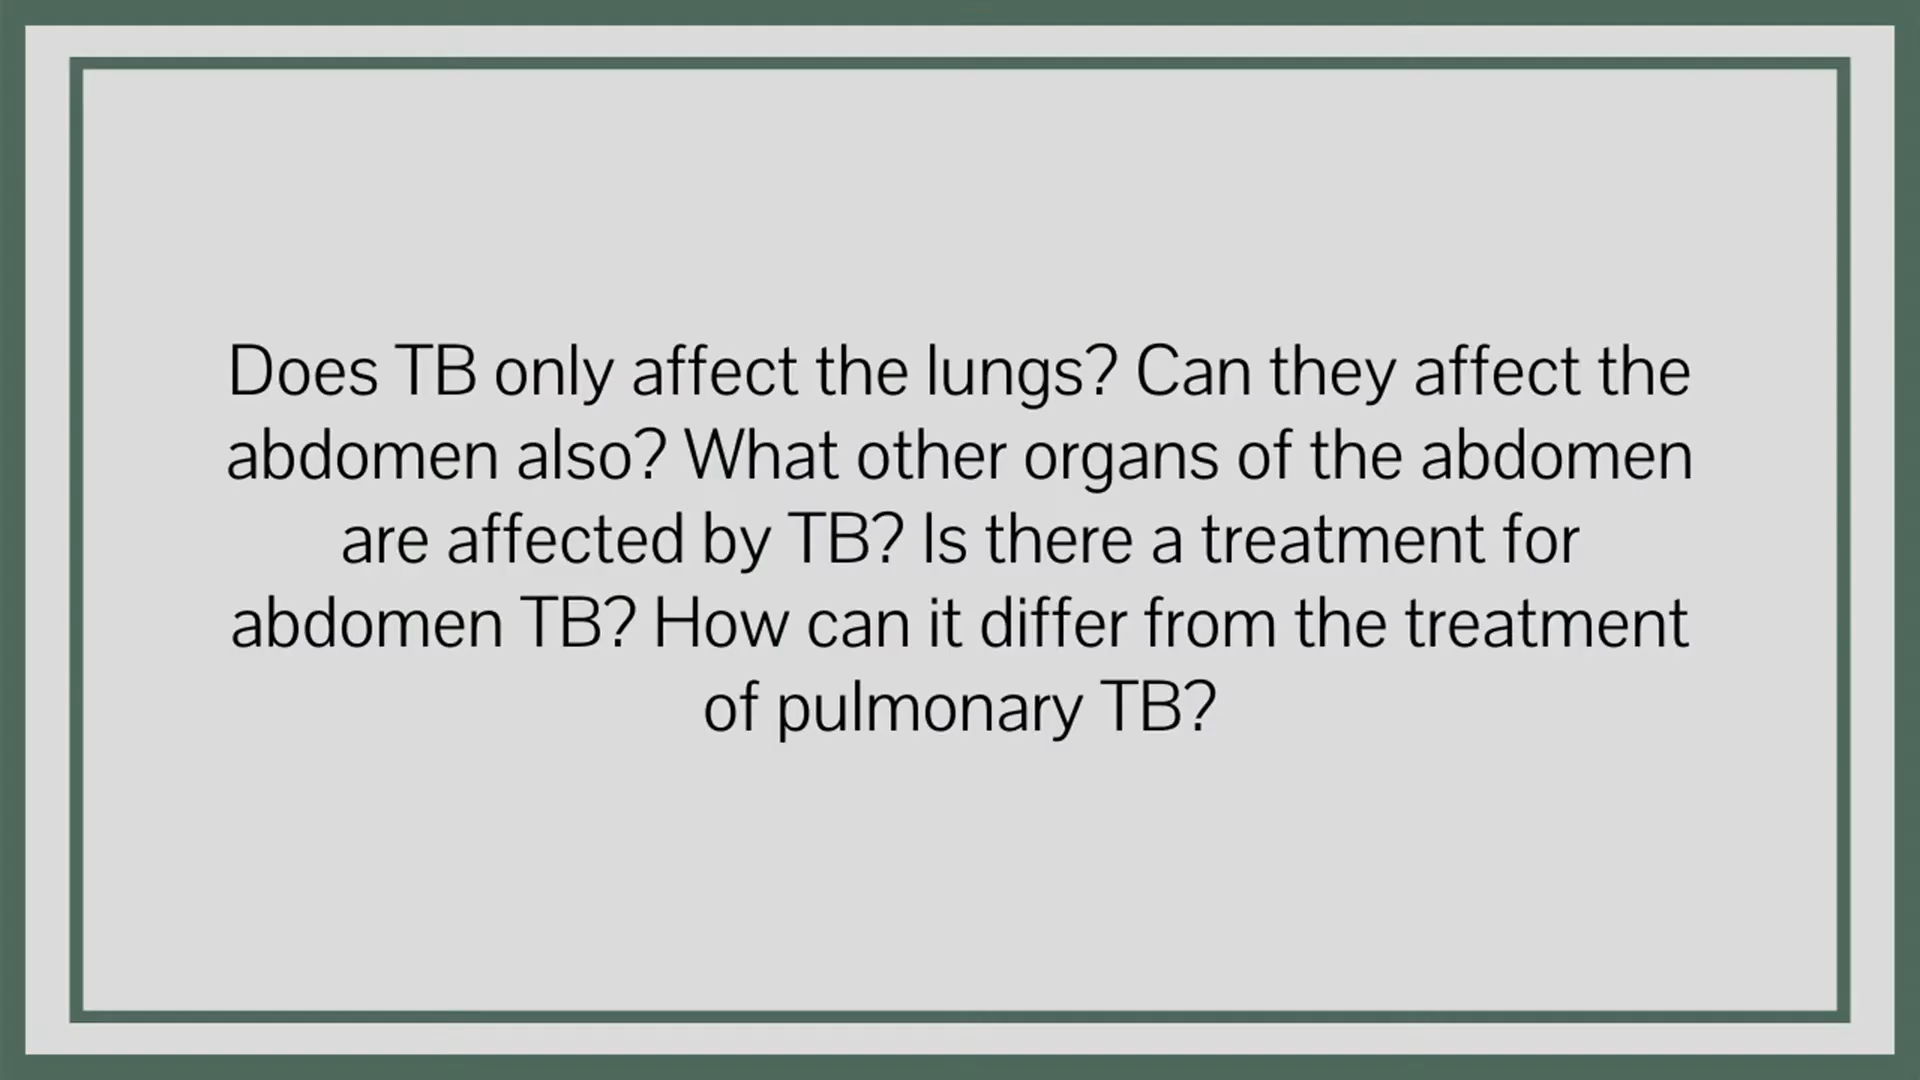 Does TB only affect the lungs? Can they affect the
abdomen also? What other organs of the abdomen
are affected by TB? Is there a treatment for
abdomen TB? How can it differ from the treatment
of pulmonary TB?